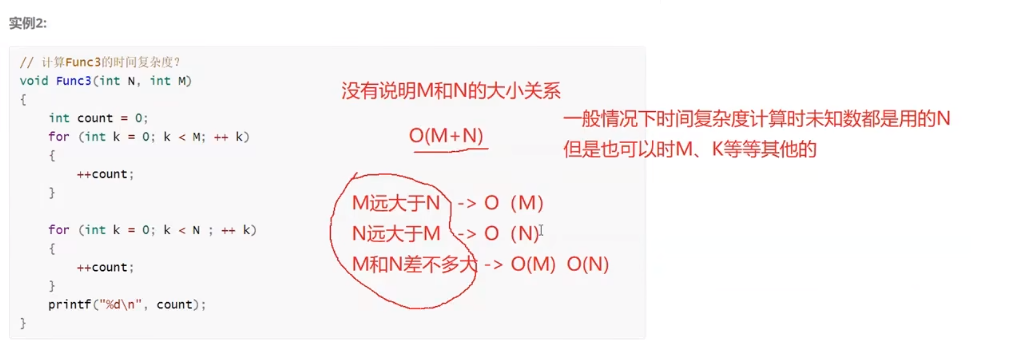 实例2:
// 计算Func3的时间复杂度?
void Func3(int N, int M)
{
    int count = 0;
    for (int k = 0; k < M; ++ k)
    {
        ++count;
    }
    for (int k = 0; k < N ; ++ k)
    {
        ++count;
    }
    printf("%d\n", count);
}
没有说明M和N的大小关系
O(M+N)
M远大于N -> O（M）
N远大于M -> O（N）
M和N差不多大 -> O(M) O(N)
一般情况下时间复杂度计算时未知数都是用的N
但是也可以时M、K等等其他的